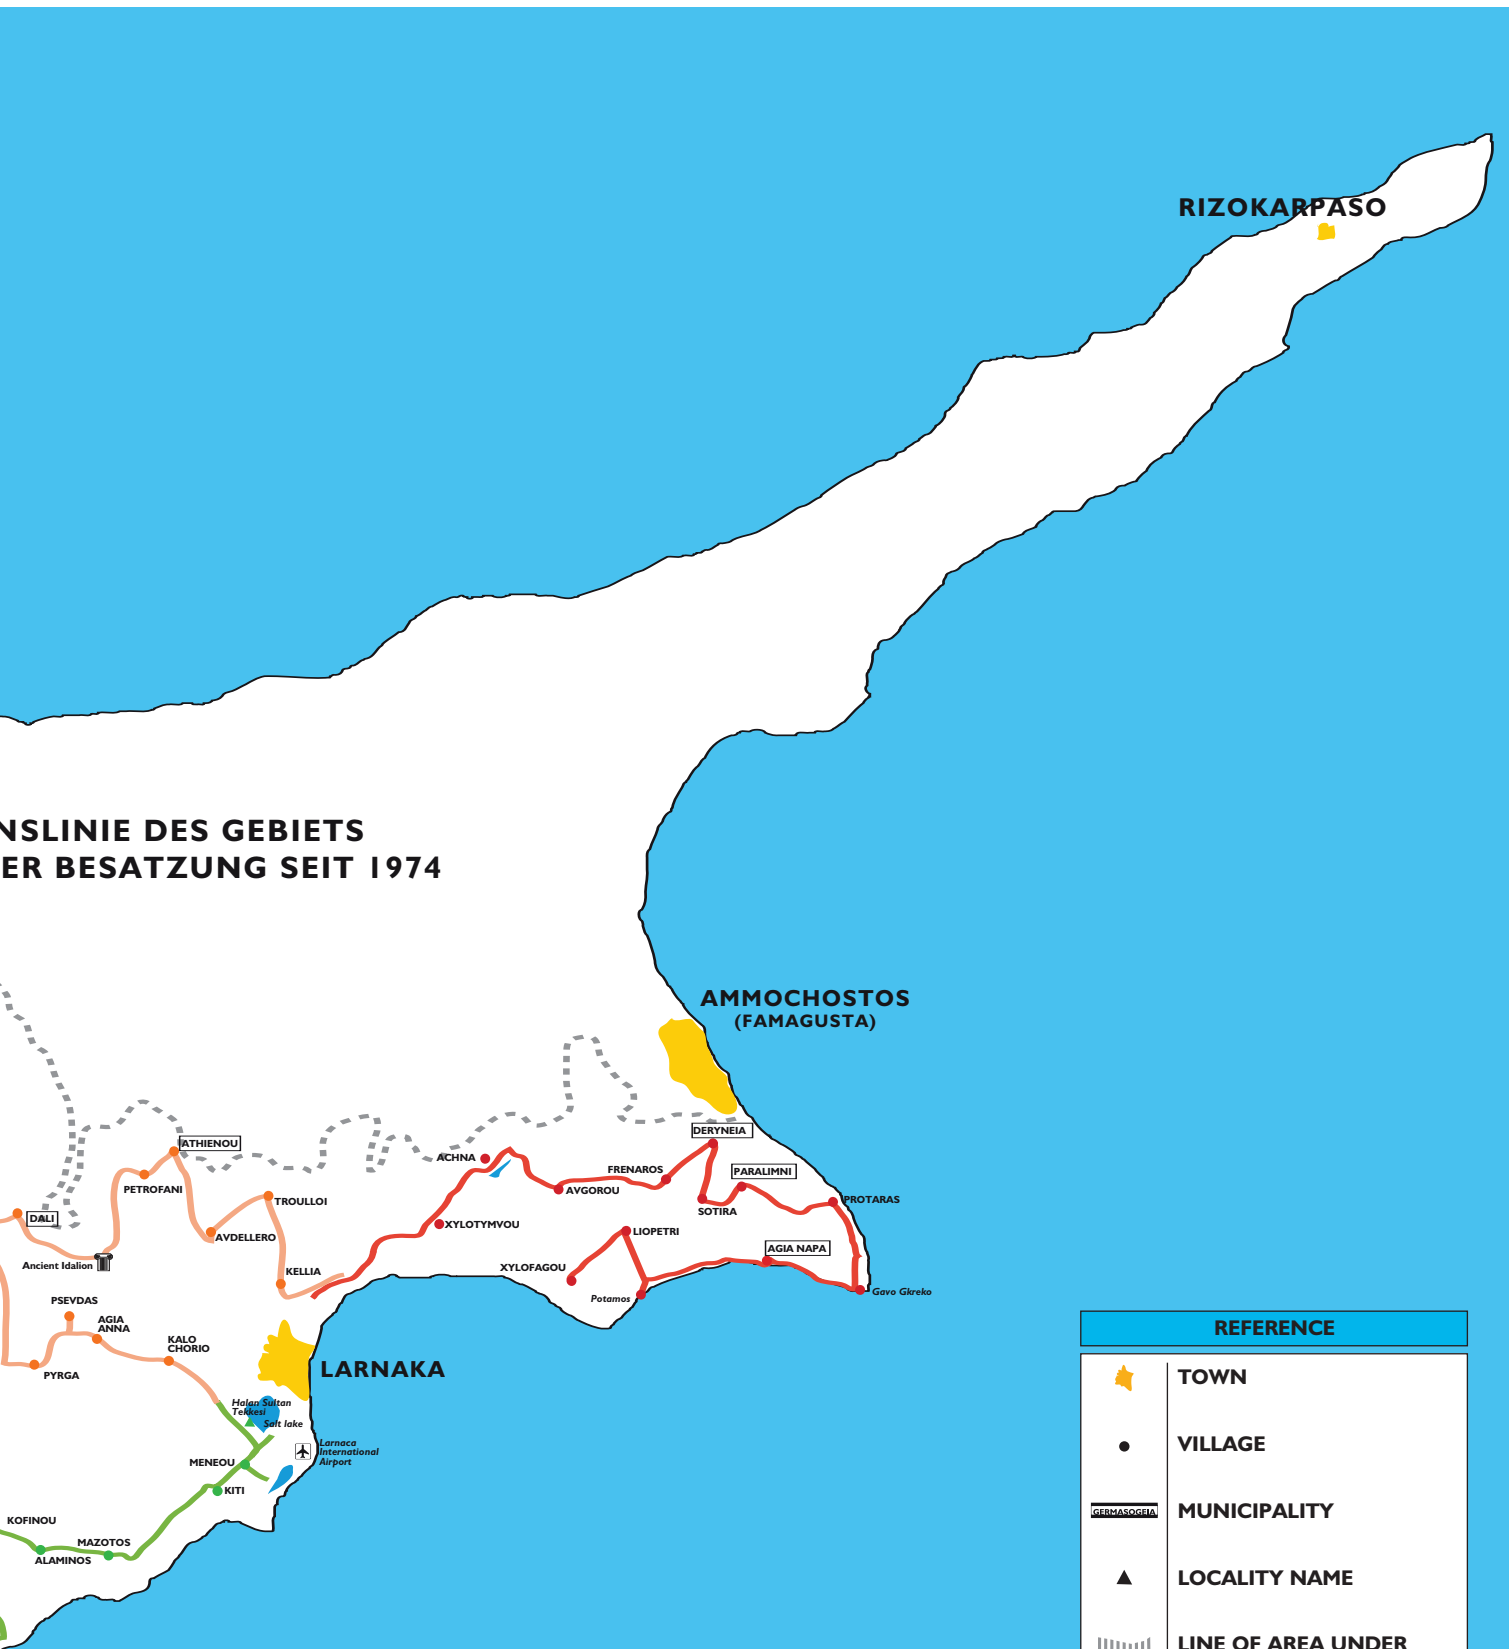 RIZOKARPASO
NSLINIE DES GEBIETS
ER BESATZUNG SEIT 1974
AMMOCHOSTOS
(FAMAGUSTA)
DERYNEIA
ATHIENOU
ACHNA
FRENAROS
PARALIMNI
PETROFANI
AVGOROU
PROTARAS
TROULLOI
SOTIRA
DALI
XYLOTYMVOU
LIOPETRI
AVDELLERO
AGIA NAPA
Ancient Idalion
KELLIA
XYLOFAGOU
Potamos
Gavo Gkreko
PSEVDAS
AGIA
ANNA
KALO
CHORIO
PYRGA
LARNAKA
Halan Sultan
Tekkesi
Salt lake
Larnaca
International
Airport
MENEOU
KITI
KOFINOU
MAZOTOS
ALAMINOS
REFERENCE
TOWN
VILLAGE
GERMASOGEIA
MUNICIPALITY
LOCALITY NAME
LINE OF AREA UNDER